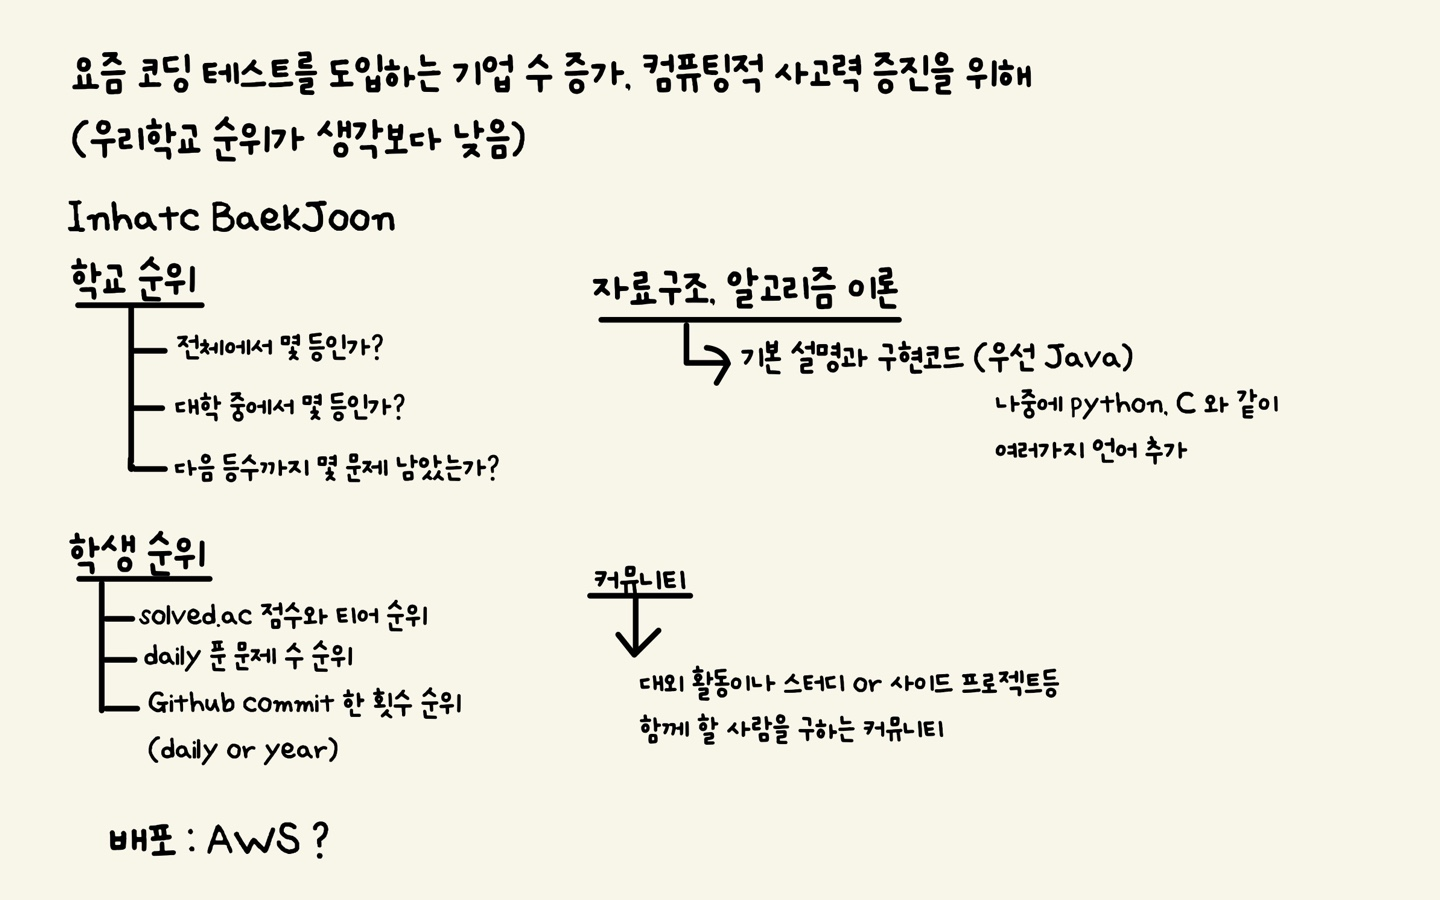 요즘 코딩 테스트를 도입하는 기업 수 증가, 컴퓨팅적 사고력 증진을 위해
(우리학교 순위가 생각보다 낮음)
Inhatc BaekJoon
학교 순위
전체에서 몇 등인가?
대학 중에서 몇 등인가?
다음 등수까지 몇 문제 남았는가?
자료구조, 알고리즘 이론
기본 설명과 구현코드 (우선 Java)
나중에 python, C 와 같이
여러가지 언어 추가
학생 순위
solved.ac 점수와 티어 순위
daily 푼 문제 수 순위
Github commit 한 횟수 순위
(daily or year)
커뮤니티
대외 활동이나 스터디 or 사이드 프로젝트등
함께 할 사람을 구하는 커뮤니티
배포 : AWS ?